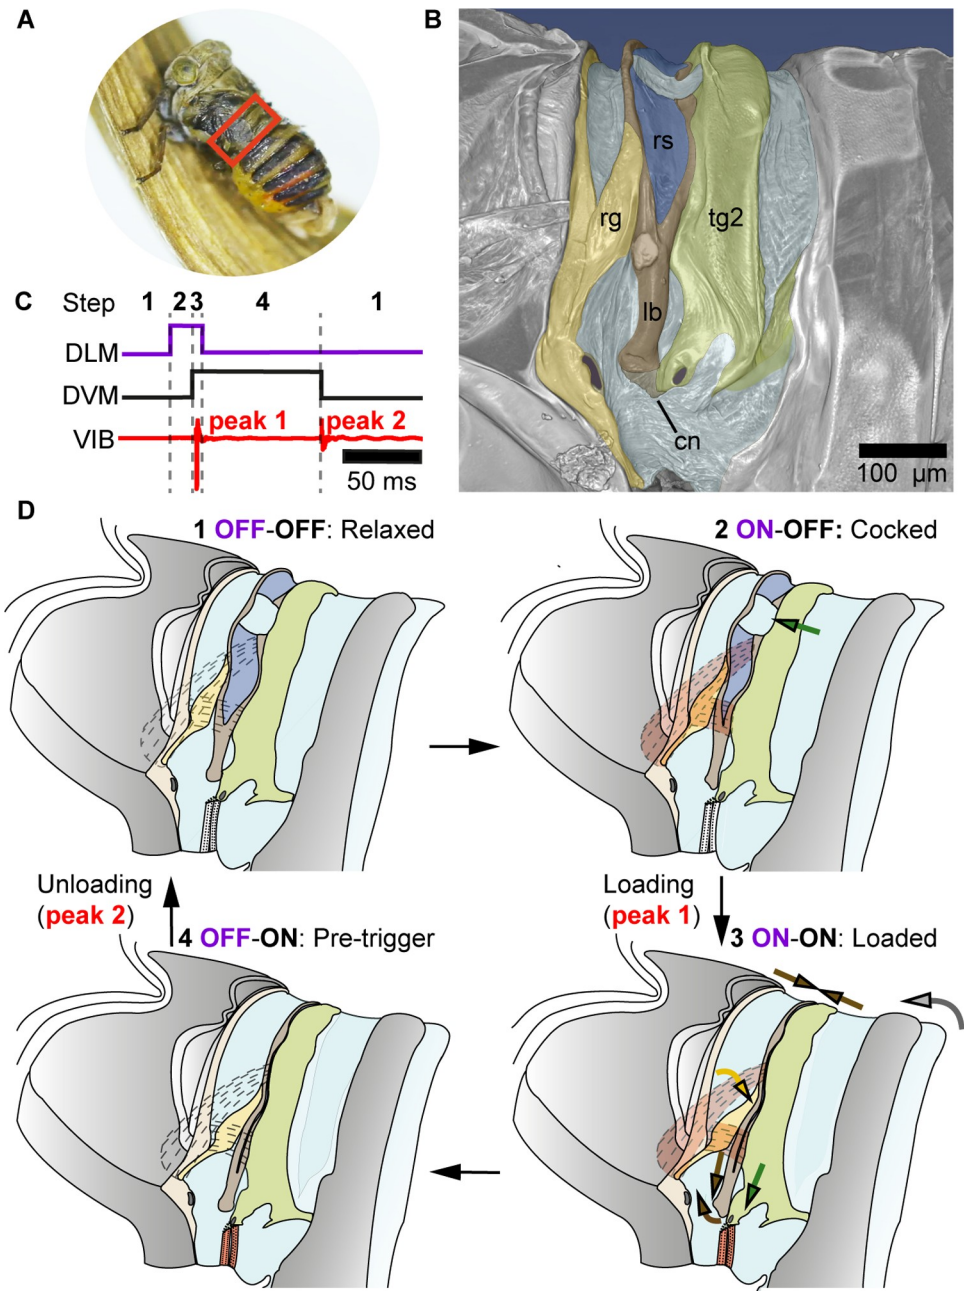 A
B
rs
rg
tg2
lb
cn
100 µm
C
Step 1 2 3 4 1
DLM
DVM
VIB
peak 1
peak 2
50 ms
D
1 OFF-OFF: Relaxed
2 ON-OFF: Cocked
Unloading
(peak 2)
Loading
(peak 1)
4 OFF-ON: Pre-trigger
3 ON-ON: Loaded